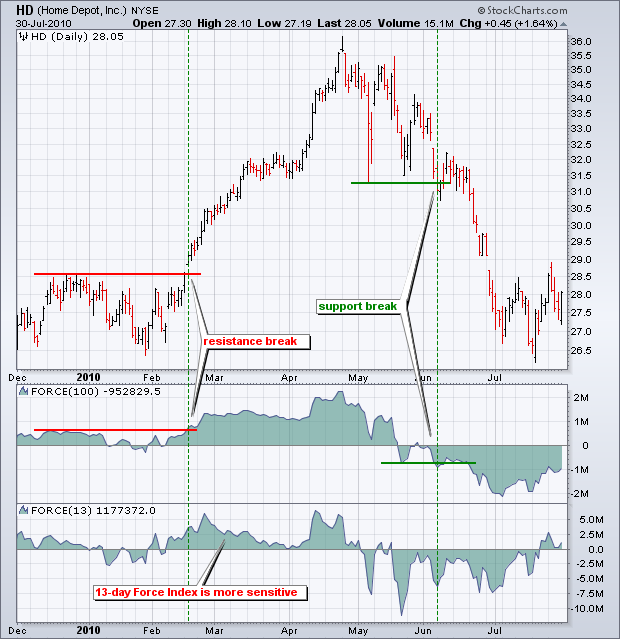 HD (Home Depot, Inc.) NYSE © StockCharts.com
30-Jul-2010 Open 27.30 High 28.10 Low 27.19 Last 28.05 Volume 15.1M Chg +0.45 (+1.64%)
HD (Daily) 28.05
36.0
35.5
35.0
34.5
34.0
33.5
33.0
32.5
32.0
31.5
31.0
30.5
30.0
29.5
29.0
28.5
28.0
27.5
27.0
26.5
support break
resistance break
Dec 2010 Feb Mar Apr May Jun Jul
FORCE(100) -952829.5
2M
1M
0
-1M
-2M
FORCE(13) 1177372.0
5.0M
2.5M
0.0
-2.5M
-5.0M
-7.5M
-10.0M
13-day Force Index is more sensitive
Dec 2010 Feb Mar Apr May Jun Jul